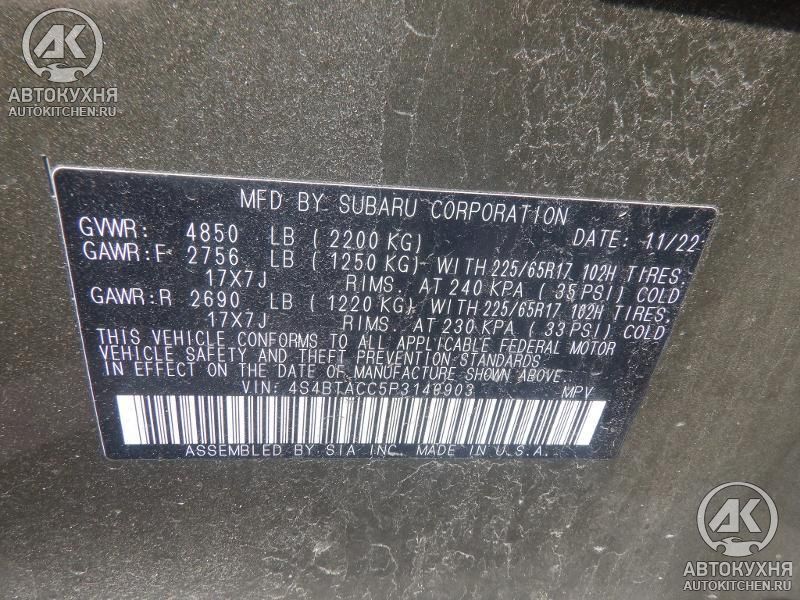 AK
АВТОКУХНЯ
AUTOKITCHEN.RU
MFD BY SUBARU CORPORATION
GVWR: 4850 LB (2200 KG) DATE: 11/22
GAWR:F 2756 LB (1250 KG) WITH 225/65R17 102H TIRES.
17X7J RIMS. AT 240 KPA (35 PSI) COLD
GAWR:R 2690 LB (1220 KG) WITH 225/65R17 102H TIRES.
17X7J RIMS. AT 230 KPA (33 PSI) COLD
THIS VEHICLE CONFORMS TO ALL APPLICABLE FEDERAL MOTOR
VEHICLE SAFETY AND THEFT PREVENTION STANDARDS
IN EFFECT ON THE DATE OF MANUFACTURE SHOWN ABOVE.
VIN: MPV
ASSEMBLED BY SIA INC. MADE IN U.S.A.
AK
АВТОКУХНЯ
AUTOKITCHEN.RU